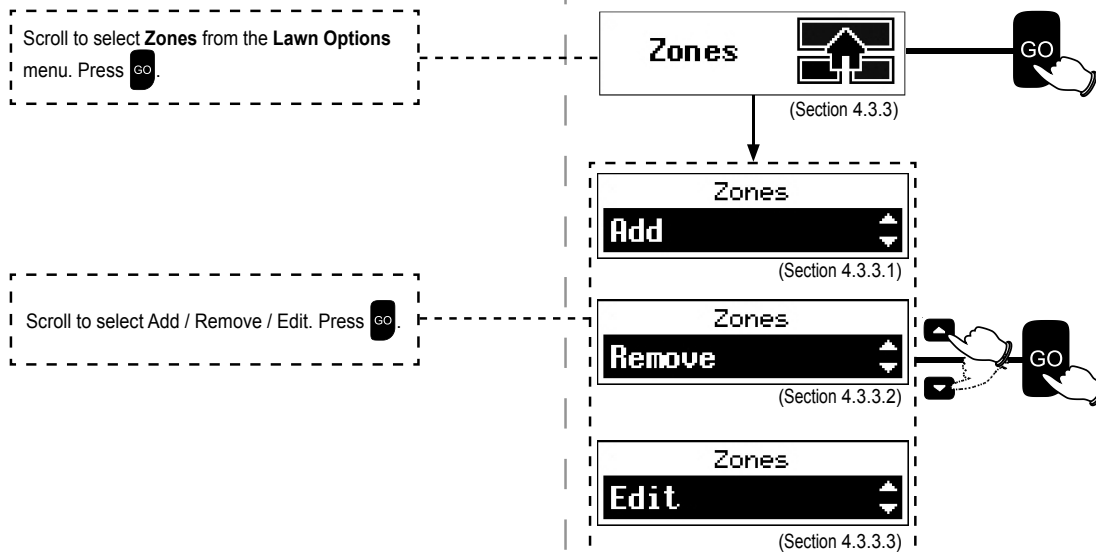 Scroll to select Zones from the Lawn Options
menu. Press GO.
Zones
GO
(Section 4.3.3)
Zones
Add
(Section 4.3.3.1)
Scroll to select Add / Remove / Edit. Press GO.
Zones
Remove
GO
(Section 4.3.3.2)
Zones
Edit
(Section 4.3.3.3)